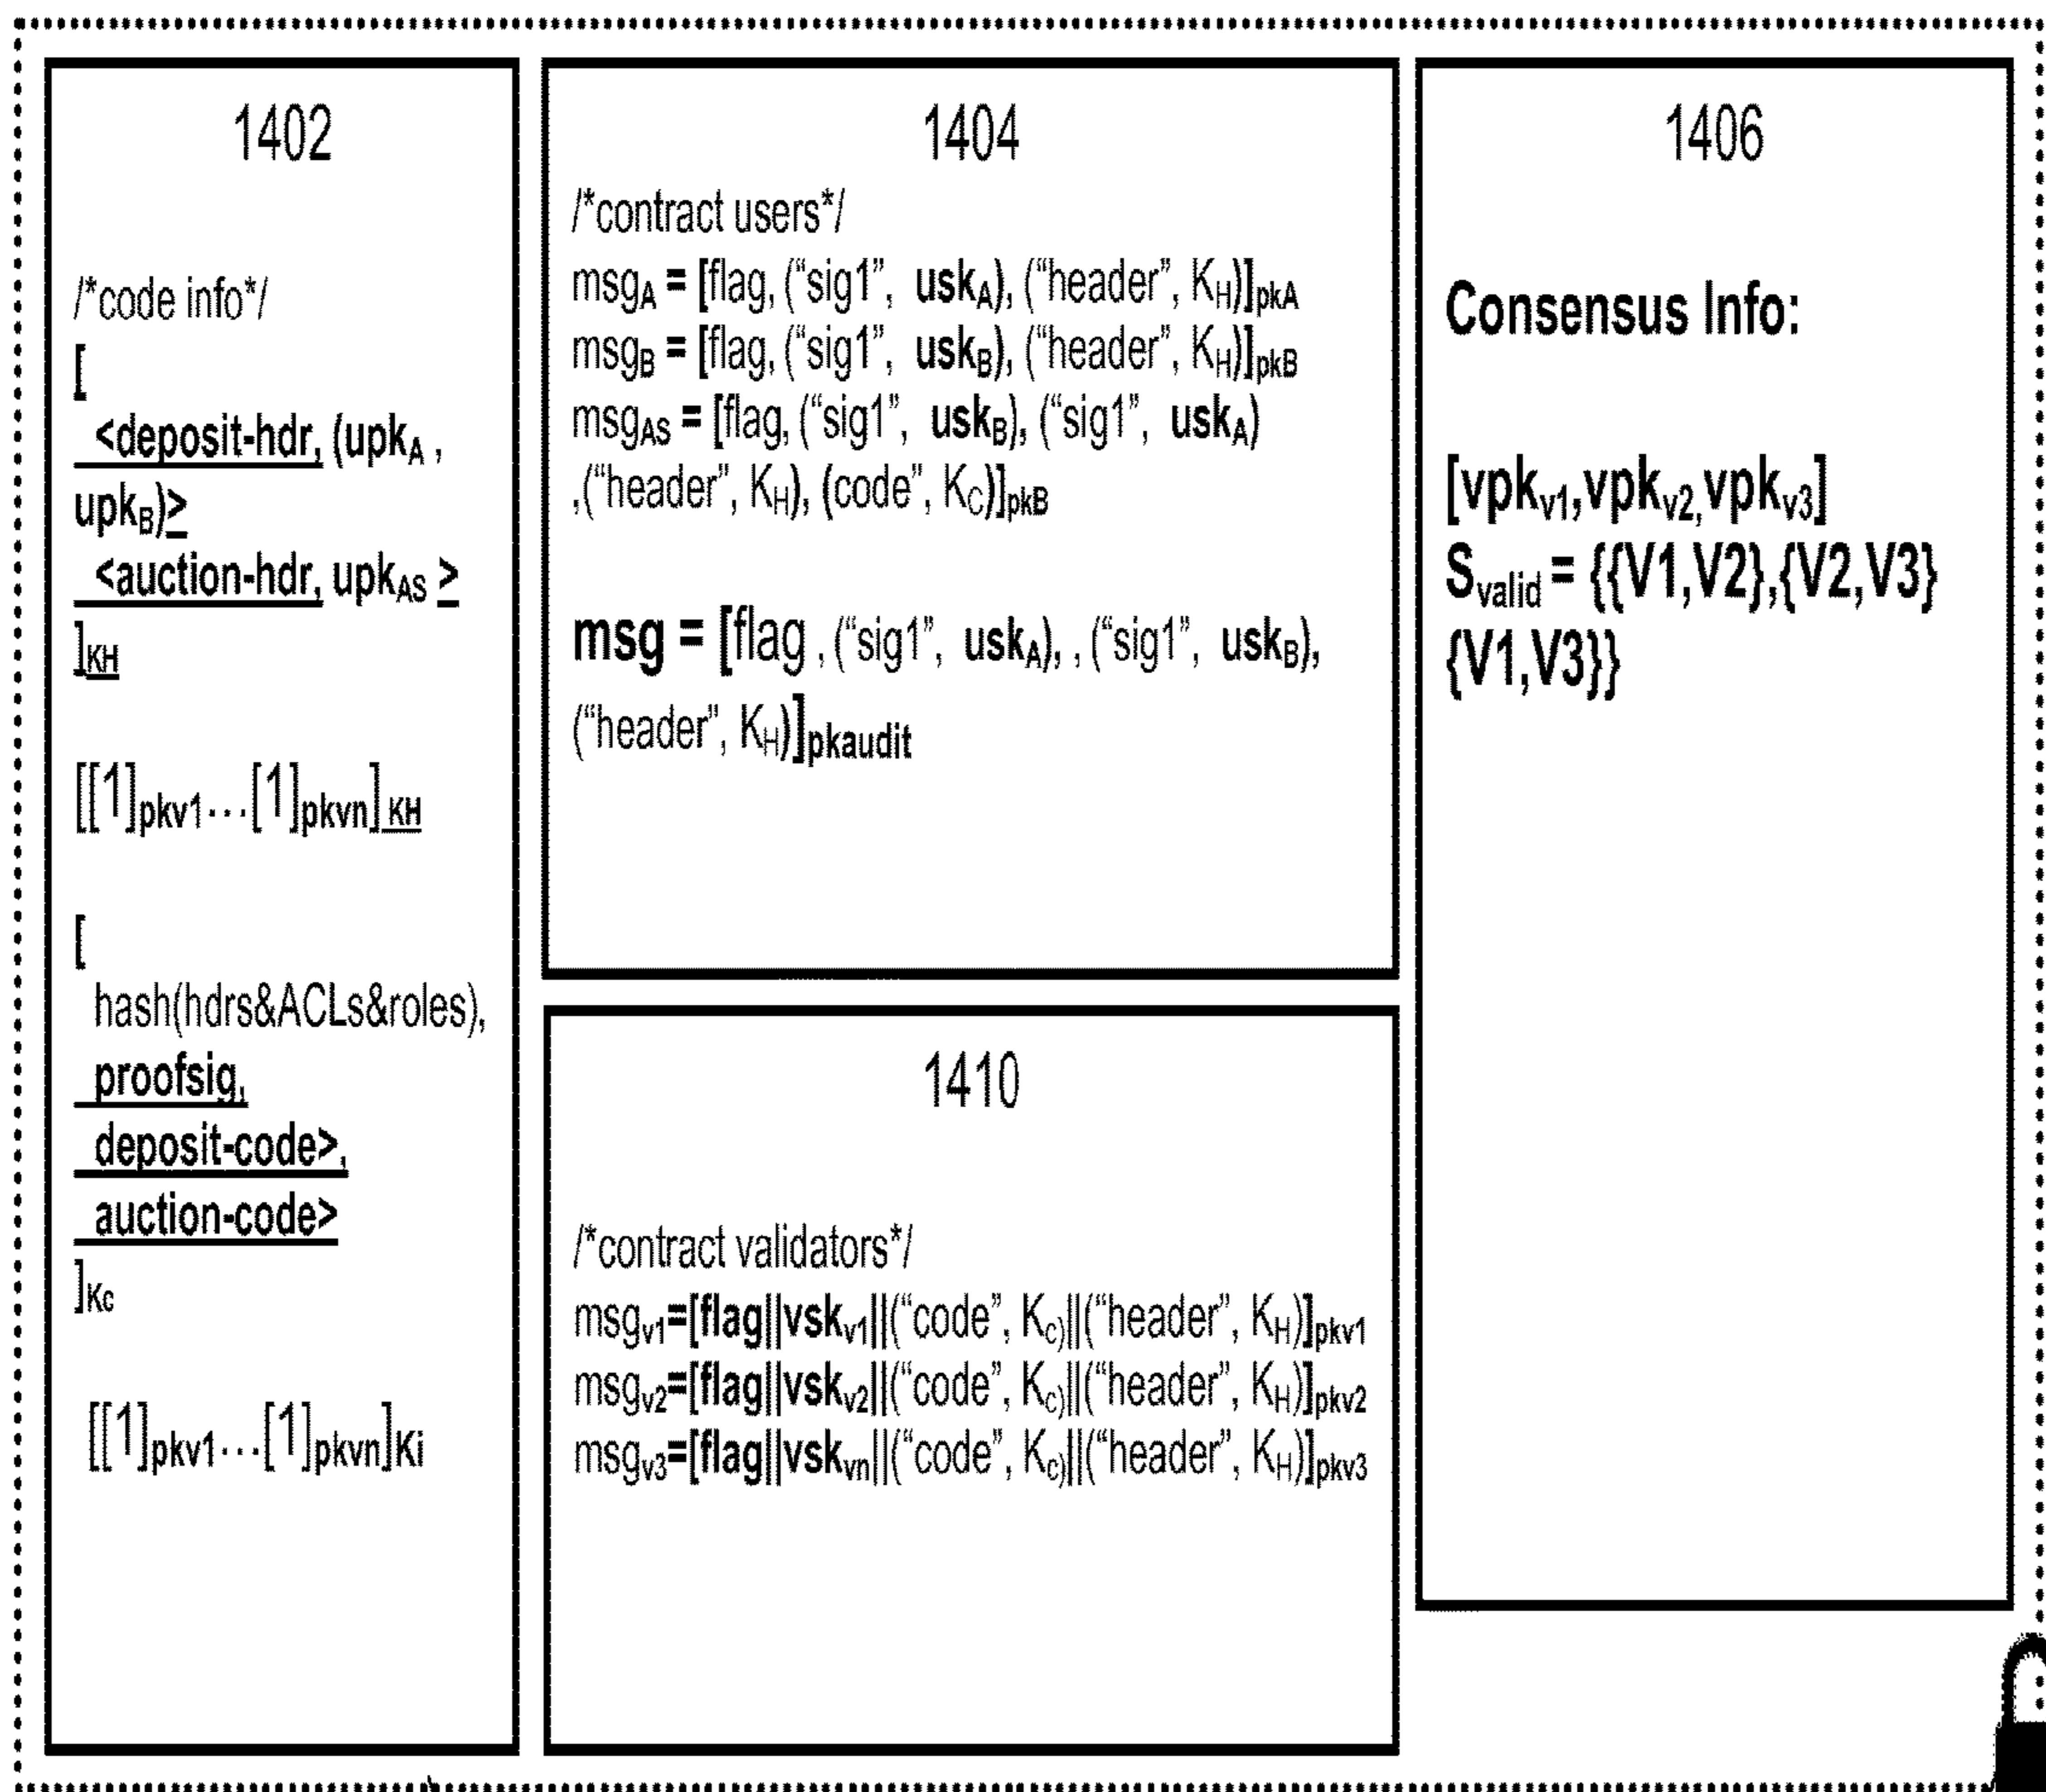 1402
/*code info*/
[
<deposit-hdr, (upkA ,
upkB)>
<auction-hdr, upkAS >
]KH
[[1]pkv1...[1]pkvn]KH
[
hash(hdrs&ACLs&roles),
proofsig,
deposit-code>,
auction-code>
]Kc
[[1]pkv1...[1]pkvn]Ki
1404
/*contract users*/
msgA = [flag, (“sig1”, uskA), (“header”, KH)]pkA
msgB = [flag, (“sig1”, uskB), (“header”, KH)]pkB
msgAS = [flag, (“sig1”, uskB), (“sig1”, uskA)
,(“header”, KH), (code”, KC)]pkB
msg = [flag , (“sig1”, uskA), , (“sig1”, uskB),
(“header”, KH)]pkaudit
1410
/*contract validators*/
msgv1=[flag||vskv1||(“code”, Kc)||(“header”, KH)]pkv1
msgv2=[flag||vskv2||(“code”, Kc)||(“header”, KH)]pkv2
msgv3=[flag||vskvn||(“code”, Kc)||(“header”, KH)]pkv3
1406
Consensus Info:
[vpkv1,vpkv2,vpkv3]
Svalid = {{V1,V2},{V2,V3}
{V1,V3}}